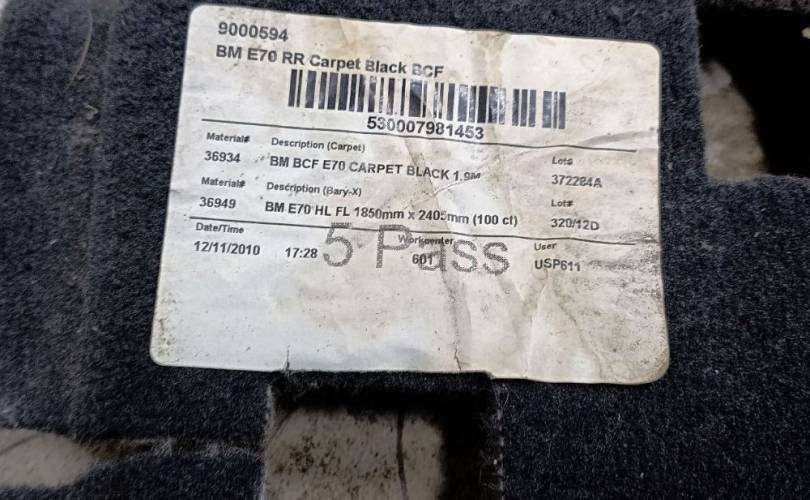 9000594
BM E70 RR Carpet Black BCF
530007981453
Material# Description (Carpet) Lot#
36934 BM BCF E70 CARPET BLACK 1.9M 372284A
Material# Description (Bary-X) Lot#
36949 BM E70 HL FL 1850mm x 2405mm (100 ct) 320/12D
Date/Time Workcenter User
12/11/2010 17:28 601 USP611
5 Pass